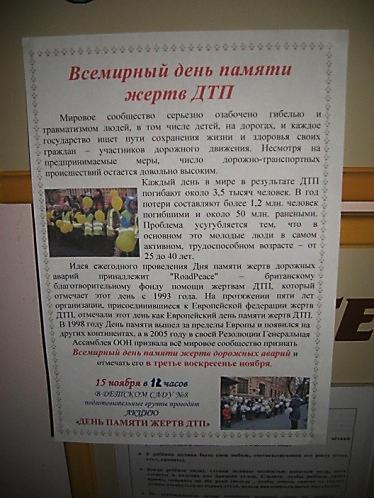 Всемирный день памяти
жертв ДТП
Мировое сообщество серьезно озабочено гибелью и
травматизмом людей, в том числе детей, на дорогах, и каждое
государство ищет пути сохранения жизни и здоровья своих
граждан – участников дорожного движения. Несмотря на
предпринимаемые меры, число дорожно-транспортных
происшествий остается довольно высоким.
Каждый день в мире в результате ДТП
погибают около 3,5 тысяч человек. В год
потери составляют более 1,2 млн. человек
погибшими и около 50 млн. ранеными.
Проблема усугубляется тем, что в
основном это молодые люди в самом
активном, трудоспособном возрасте – от
25 до 40 лет.
Идея ежегодного проведения Дня памяти жертв дорожных
аварий принадлежит "RoadPeace" – британскому
благотворительному фонду помощи жертвам ДТП, который
отмечает этот день с 1993 года. На протяжении пяти лет
организации, присоединившиеся к Европейской федерации жертв
ДТП, отмечали этот день как Европейский день памяти жертв ДТП.
В 1998 году День памяти вышел за пределы Европы и появился на
других континентах, а в 2005 году в своей Резолюции Генеральная
Ассамблея ООН призвала всё мировое сообщество признать
Всемирный день памяти жертв дорожных аварий и
отмечать его в третье воскресенье ноября.
15 ноября в 12 часов
В ДЕТСКОМ САДУ №8
подготовительные группы проводят
АКЦИЮ
«ДЕНЬ ПАМЯТИ ЖЕРТВ ДТП»